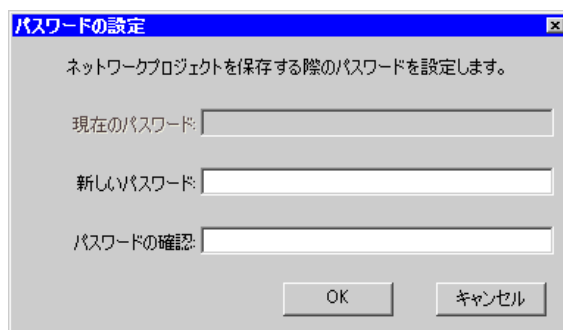 パスワードの設定
ネットワークプロジェクトを保存する際のパスワードを設定します。
現在のパスワード:
新しいパスワード:
パスワードの確認:
OK キャンセル